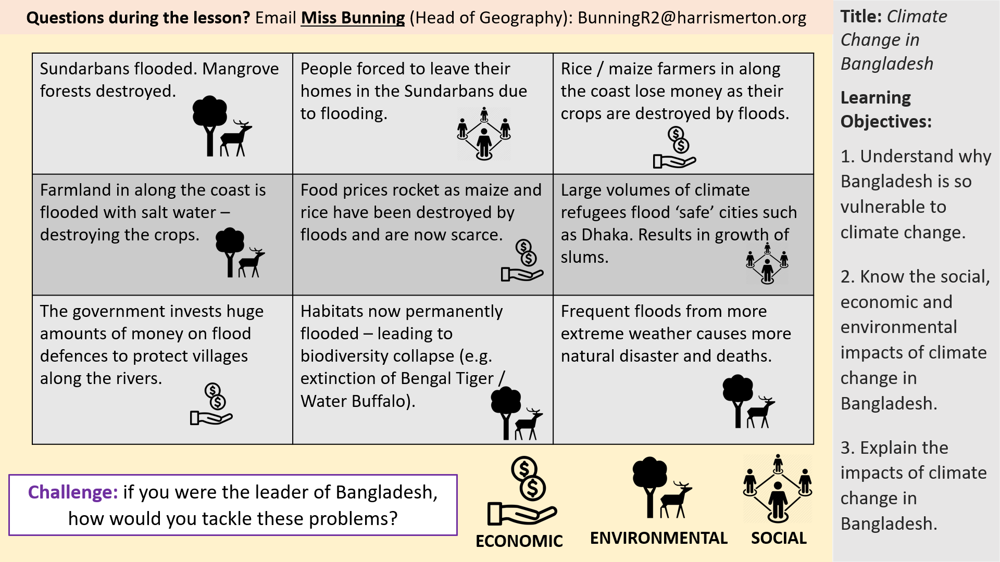 Questions during the lesson? Email Miss Bunning (Head of Geography): BunningR2@harrismerton.org
Sundarbans flooded. Mangrove
forests destroyed.
People forced to leave their
homes in the Sundarbans due
to flooding.
Rice / maize farmers in along
the coast lose money as their
crops are destroyed by floods.
Farmland in along the coast is
flooded with salt water –
destroying the crops.
Food prices rocket as maize and
rice have been destroyed by
floods and are now scarce.
Large volumes of climate
refugees flood ‘safe’ cities such
as Dhaka. Results in growth of
slums.
The government invests huge
amounts of money on flood
defences to protect villages
along the rivers.
Habitats now permanently
flooded – leading to
biodiversity collapse (e.g.
extinction of Bengal Tiger /
Water Buffalo).
Frequent floods from more
extreme weather causes more
natural disaster and deaths.
Challenge: if you were the leader of Bangladesh,
how would you tackle these problems?
ECONOMIC
ENVIRONMENTAL
SOCIAL
Title: Climate
Change in
Bangladesh
Learning
Objectives:
1. Understand why
Bangladesh is so
vulnerable to
climate change.
2. Know the social,
economic and
environmental
impacts of climate
change in
Bangladesh.
3. Explain the
impacts of climate
change in
Bangladesh.